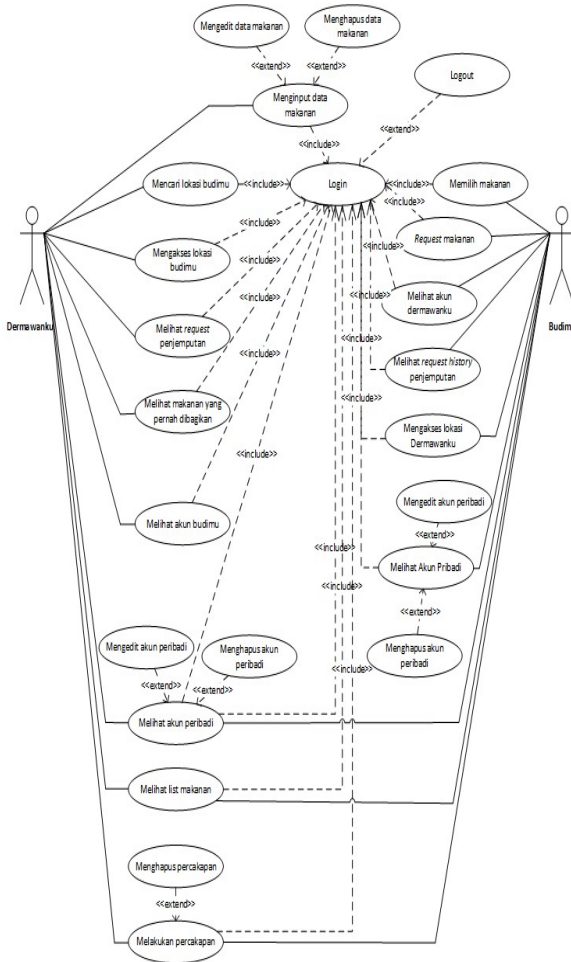 Mengedit data makanan
Menghapus data
makanan
<<extend>>
<<extend>>
Logout
Menginput data
makanan
<<extend>>
<<include>>
Mencari lokasi budimu
<<include>>
Login
<<include>>
Memilih makanan
<<include>>
<<include>>
Request makanan
Mengakses lokasi
budimu
<<include>>
<<include>>
Melihat akun
dermawanku
<<include>>
Dermawanku
Budim
Melihat request
penjemputan
<<include>>
<<include>>
Melihat request history
penjemputan
Melihat makanan yang
pernah dibagikan
<<include>>
Mengakses lokasi
Dermawanku
<<include>>
Melihat akun budimu
Mengedit akun peribadi
<<extend>>
<<include>>
Melihat Akun Pribadi
<<include>>
<<extend>>
Mengedit akun peribadi
Menghapus akun
peribadi
<<include>>
Menghapus akun
peribadi
<<extend>>
<<extend>>
Melihat akun peribadi
Melihat list makanan
Menghapus percakapan
<<extend>>
Melakukan percakapan